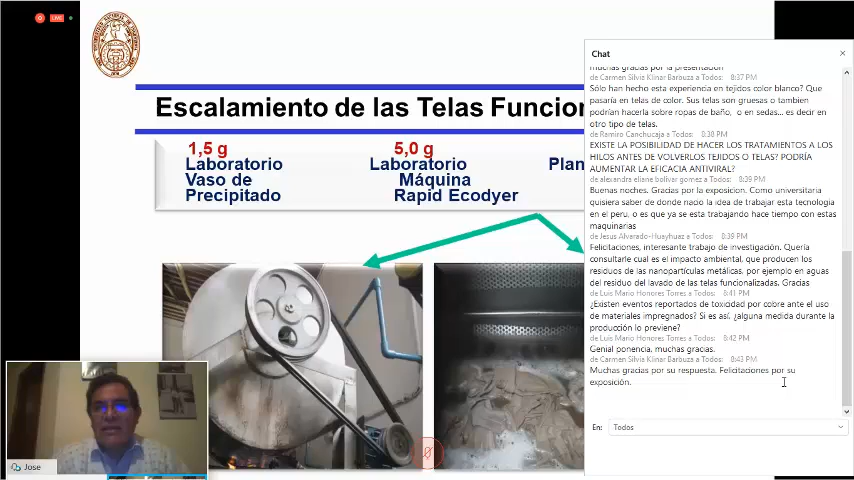 LIVE
Escalamiento de las Telas Funcion
1,5 g
Laboratorio
Vaso de
Precipitado
5,0 g
Laboratorio
Máquina
Rapid Ecodyer
Plan
Chat
muchas gracias por la presentación
de Carmen Silvia Klinar Barbuza a Todos: 8:37 PM
Sólo han hecho esta experiencia en tejidos color blanco? Que
pasaría en telas de color. Sus telas son gruesas o tambien
podrían hacerla sobre ropas de baño, o en sedas... es decir en
otro tipo de telas.
de Ramiro Canchucaja a Todos: 8:38 PM
EXISTE LA POSIBILIDAD DE HACER LOS TRATAMIENTOS A LOS
HILOS ANTES DE VOLVERLOS TEJIDOS O TELAS? PODRÍA
AUMENTAR LA EFICACIA ANTIVIRAL?
de alexandra eliane bolivar gomez a Todos: 8:39 PM
Buenas noches. Gracias por la exposicion. Como universitaria
quisiera saber de donde nacio la idea de trabajar esta tecnologia
en el peru, o es que ya se esta trabajando hace tiempo con estas
maquinarias
de Jesus Alvarado-Huayhuaz a Todos: 8:39 PM
Felicitaciones, interesante trabajo de investigación. Quería
consultarle cual es el impacto ambiental, que producen los
residuos de las nanopartículas metálicas, por ejemplo en aguas
del residuo del lavado de las telas funcionalizadas. Gracias
de Luis Mario Honores Torres a Todos: 8:41 PM
¿Existen eventos reportados de toxicidad por cobre ante el uso
de materiales impregnados? Si es así, ¿alguna medida durante la
producción lo previene?
de Luis Mario Honores Torres a Todos: 8:42 PM
Genial ponencia, muchas gracias.
de Carmen Silvia Klinar Barbuza a Todos: 8:43 PM
Muchas gracias por su respuesta. Felicitaciones por su
exposición.
En: Todos
Jose